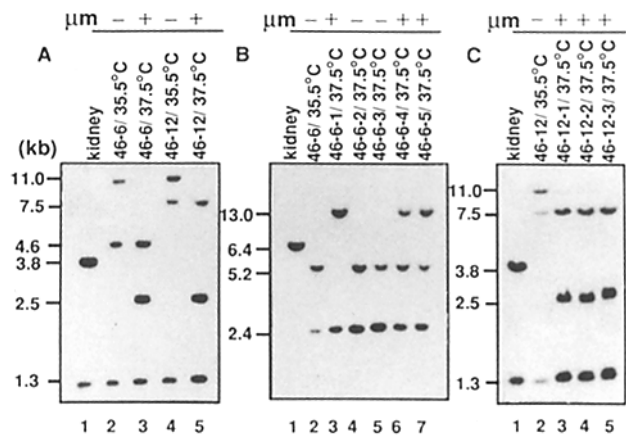 μm – + – +
A
kidney
46-6/ 35.5°C
46-6/ 37.5°C
46-12/ 35.5°C
46-12/ 37.5°C
(kb)
11.0
7.5
4.6
3.8
2.5
1.3
1 2 3 4 5
μm – + – – + +
B
kidney
46-6/ 35.5°C
46-6-1/ 37.5°C
46-6-2/ 37.5°C
46-6-3/ 37.5°C
46-6-4/ 37.5°C
46-6-5/ 37.5°C
13.0
6.4
5.2
2.4
1 2 3 4 5 6 7
μm – + + +
C
kidney
46-12/ 35.5°C
46-12-1/ 37.5°C
46-12-2/ 37.5°C
46-12-3/ 37.5°C
11.0
7.5
3.8
2.5
1.3
1 2 3 4 5